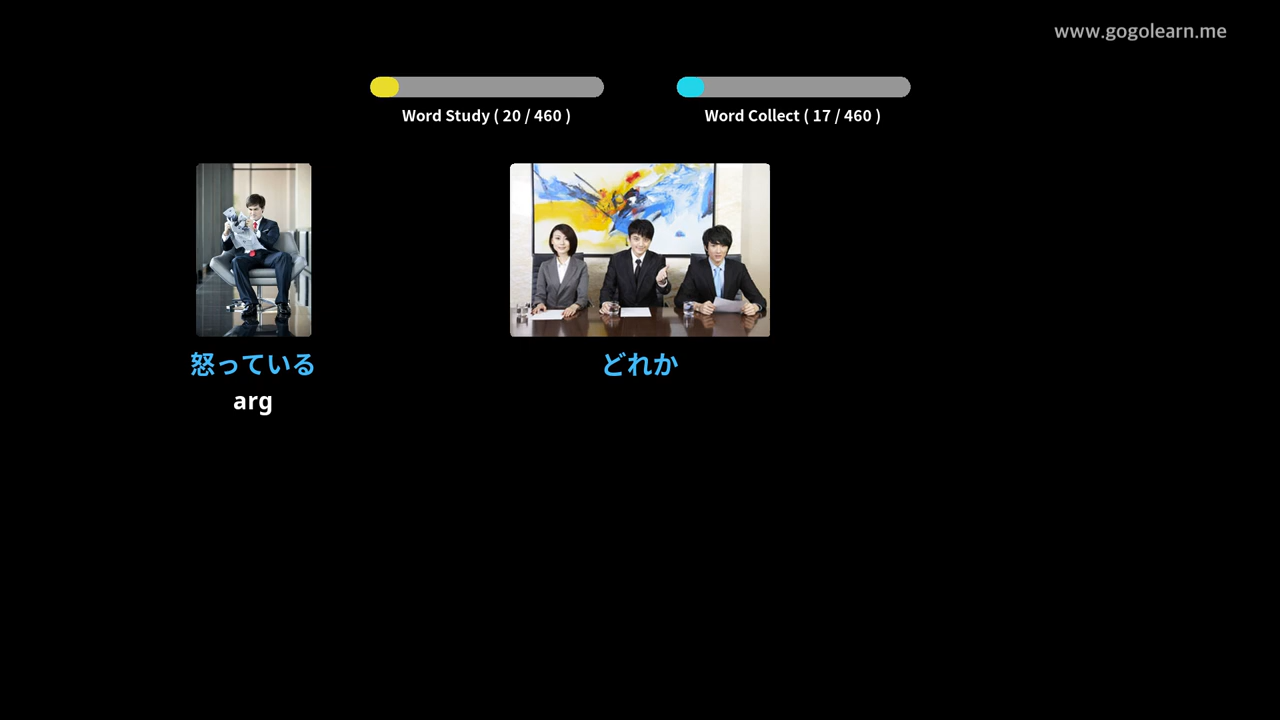 www.gogolearn.me
Word Study ( 20 / 460 )
Word Collect ( 17 / 460 )
怒っている
arg
どれか